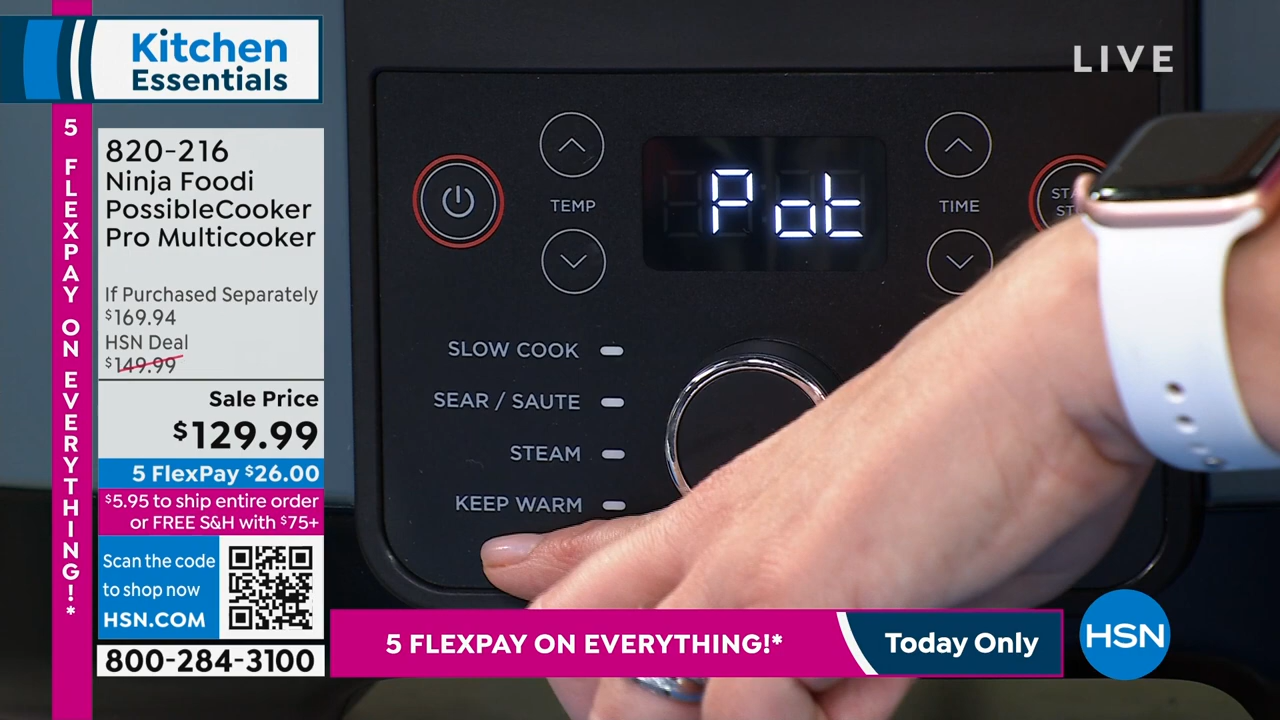 Kitchen
Essentials
LIVE
5 FLEXPAY ON EVERYTHING!*
820-216
Ninja Foodi
PossibleCooker
Pro Multicooker
If Purchased Separately
$169.94
HSN Deal
$149.99
Sale Price
$129.99
5 FlexPay $26.00
$5.95 to ship entire order
or FREE S&H with $75+
Scan the code
to shop now
HSN.COM
800-284-3100
TEMP
Pot
TIME
SLOW COOK
SEAR / SAUTE
STEAM
KEEP WARM
5 FLEXPAY ON EVERYTHING!*
Today Only
HSN